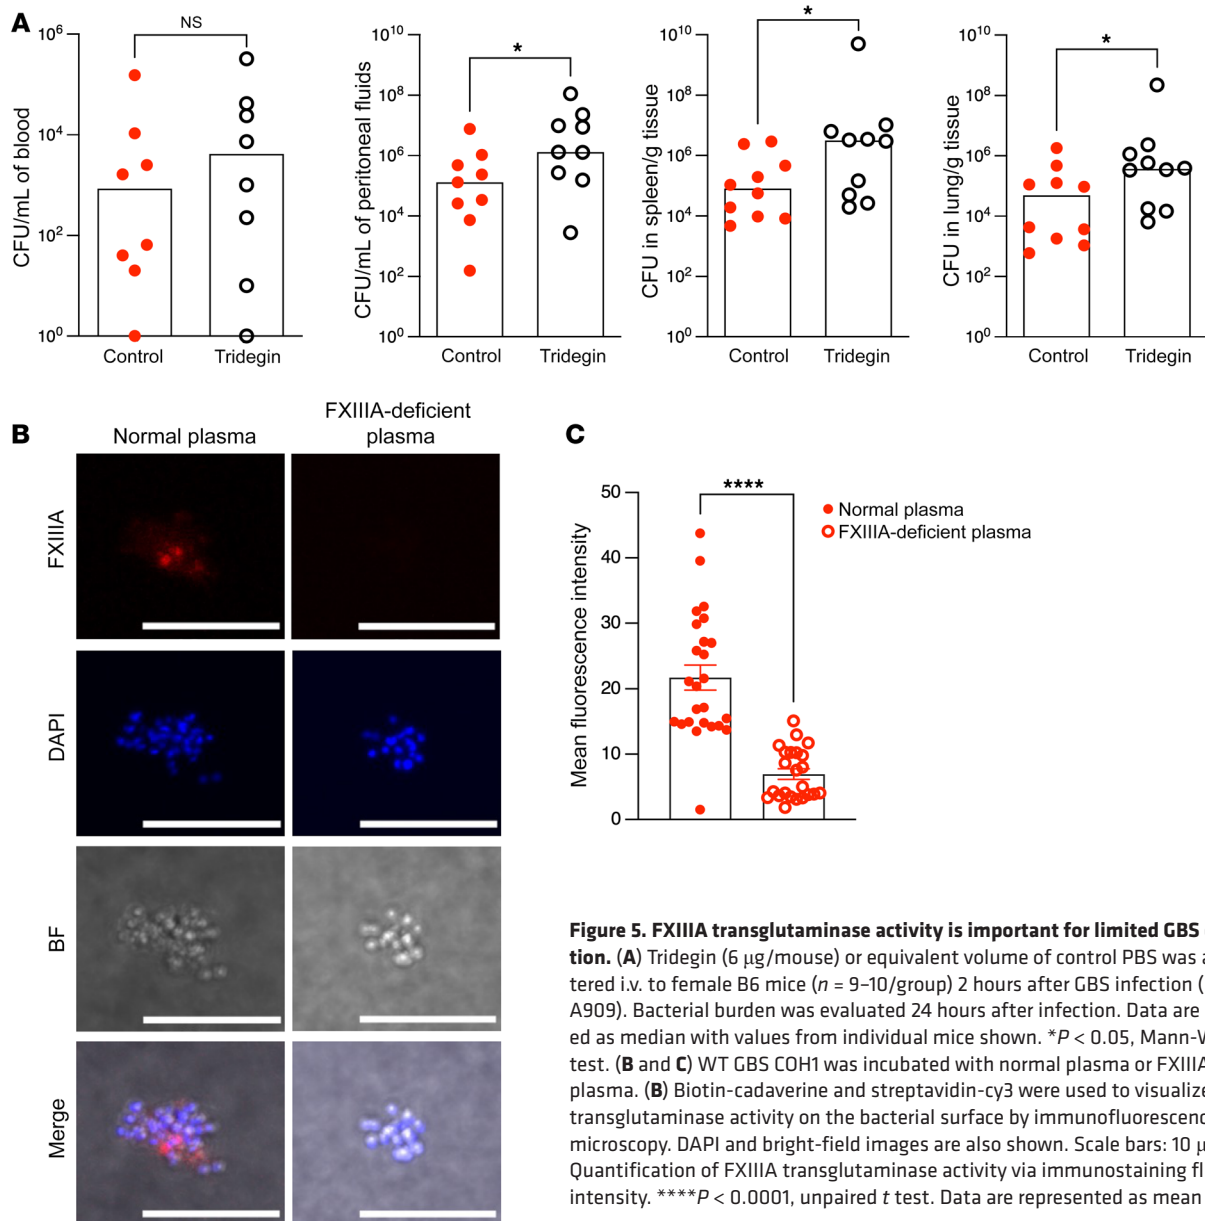 A
NS
10^6
10^4
10^2
10^0
CFU/mL of blood
Control
Tridegin
*
10^10
10^8
10^6
10^4
10^2
10^0
CFU/mL of peritoneal fluids
Control
Tridegin
*
10^10
10^8
10^6
10^4
10^2
10^0
CFU in spleen/g tissue
Control
Tridegin
*
10^10
10^8
10^6
10^4
10^2
10^0
CFU in lung/g tissue
Control
Tridegin
B
Normal plasma
FXIIIA-deficient
plasma
FXIIIA
DAPI
BF
Merge
C
****
50
40
30
20
10
0
Mean fluorescence intensity
Normal plasma
FXIIIA-deficient plasma
Figure 5. FXIIIA transglutaminase activity is important for limited GBS
tion. (A) Tridegin (6 μg/mouse) or equivalent volume of control PBS was a
tered i.v. to female B6 mice (n = 9–10/group) 2 hours after GBS infection (
A909). Bacterial burden was evaluated 24 hours after infection. Data are
ed as median with values from individual mice shown. *P < 0.05, Mann-W
test. (B and C) WT GBS COH1 was incubated with normal plasma or FXIIIA
plasma. (B) Biotin-cadaverine and streptavidin-cy3 were used to visualize
transglutaminase activity on the bacterial surface by immunofluorescenc
microscopy. DAPI and bright-field images are also shown. Scale bars: 10 μ
Quantification of FXIIIA transglutaminase activity via immunostaining fl
intensity. ****P < 0.0001, unpaired t test. Data are represented as mean